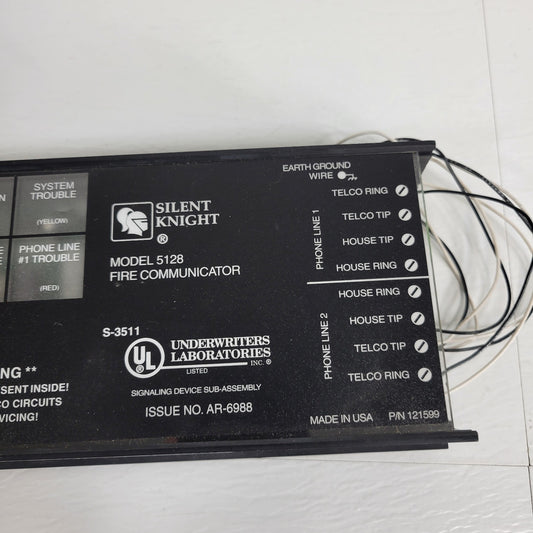 N
SYSTEM
TROUBLE
(YELLOW)
E
E
PHONE LINE
#1 TROUBLE
(RED)
SILENT
KNIGHT
®
MODEL 5128
FIRE COMMUNICATOR
S-3511
UL
®
UNDERWRITERS
LABORATORIES
INC. ®
LISTED
SIGNALING DEVICE SUB-ASSEMBLY
ISSUE NO. AR-6988
NG **
SENT INSIDE!
CO CIRCUITS
VICING!
EARTH GROUND
WIRE
PHONE LINE 1
TELCO RING
TELCO TIP
HOUSE TIP
HOUSE RING
PHONE LINE 2
HOUSE RING
HOUSE TIP
TELCO TIP
TELCO RING
MADE IN USA P/N 121599